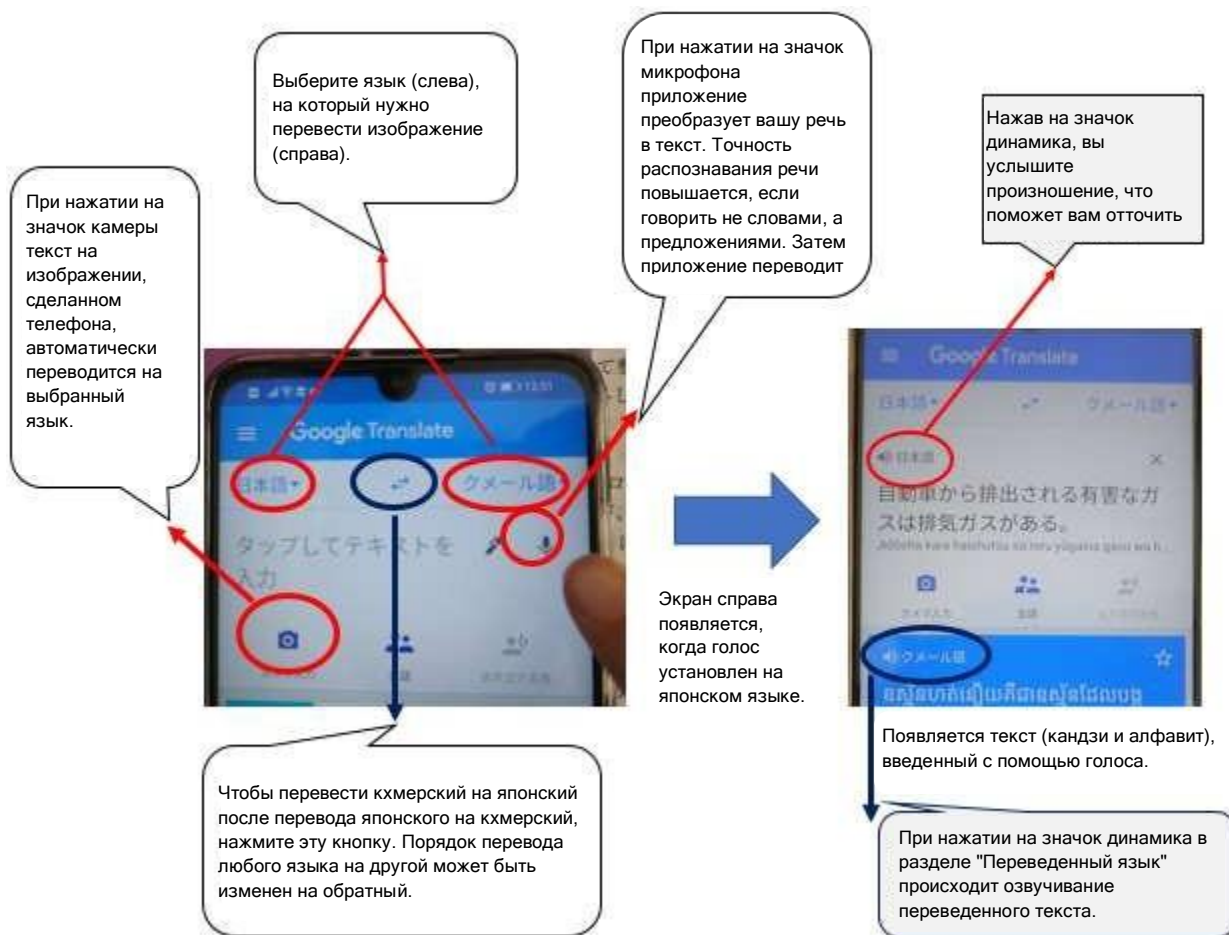 Выберите язык (слева),
на который нужно
перевести изображение
(справа).
При нажатии на значок
микрофона
приложение
преобразует вашу речь
в текст. Точность
распознавания речи
повышается, если
говорить не словами, а
предложениями. Затем
приложение переводит
Нажав на значок
динамика, вы
услышите
произношение, что
поможет вам отточить
При нажатии на
значок камеры
текст на
изображении,
сделанном
телефона,
автоматически
переводится на
выбранный
язык.
Google Translate
日本語
クメール語
タップしてテキストを
入力
Экран справа
появляется,
когда голос
установлен на
японском языке.
Google Translate
日本語
クメール語
日本語
自動車から排出される有害なガ
スは排気ガスがある。
クメール語
Появляется текст (кандзи и алфавит),
введенный с помощью голоса.
Чтобы перевести кхмерский на японский
после перевода японского на кхмерский,
нажмите эту кнопку. Порядок перевода
любого языка на другой может быть
изменен на обратный.
При нажатии на значок динамика в
разделе "Переведенный язык"
происходит озвучивание
переведенного текста.